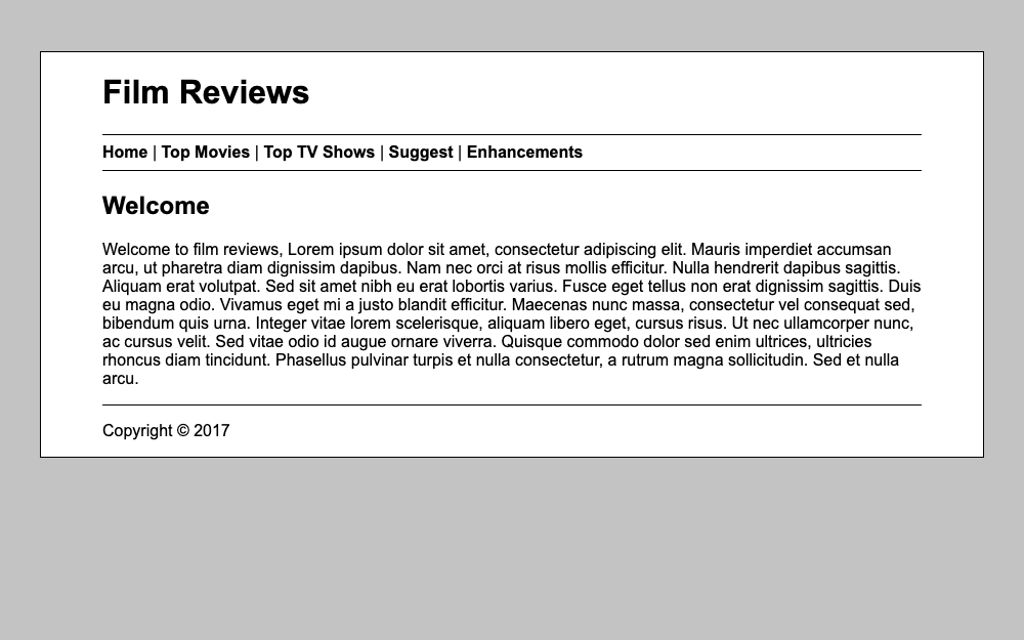 Film Reviews
Home | Top Movies | Top TV Shows | Suggest | Enhancements
Welcome
Welcome to film reviews, Lorem ipsum dolor sit amet, consectetur adipiscing elit. Mauris imperdiet accumsan
arcu, ut pharetra diam dignissim dapibus. Nam nec orci at risus mollis efficitur. Nulla hendrerit dapibus sagittis.
Aliquam erat volutpat. Sed sit amet nibh eu erat lobortis varius. Fusce eget tellus non erat dignissim sagittis. Duis
eu magna odio. Vivamus eget mi a justo blandit efficitur. Maecenas nunc massa, consectetur vel consequat sed,
bibendum quis urna. Integer vitae lorem scelerisque, aliquam libero eget, cursus risus. Ut nec ullamcorper nunc,
ac cursus velit. Sed vitae odio id augue ornare viverra. Quisque commodo dolor sed enim ultrices, ultricies
rhoncus diam tincidunt. Phasellus pulvinar turpis et nulla consectetur, a rutrum magna sollicitudin. Sed et nulla
arcu.
Copyright © 2017